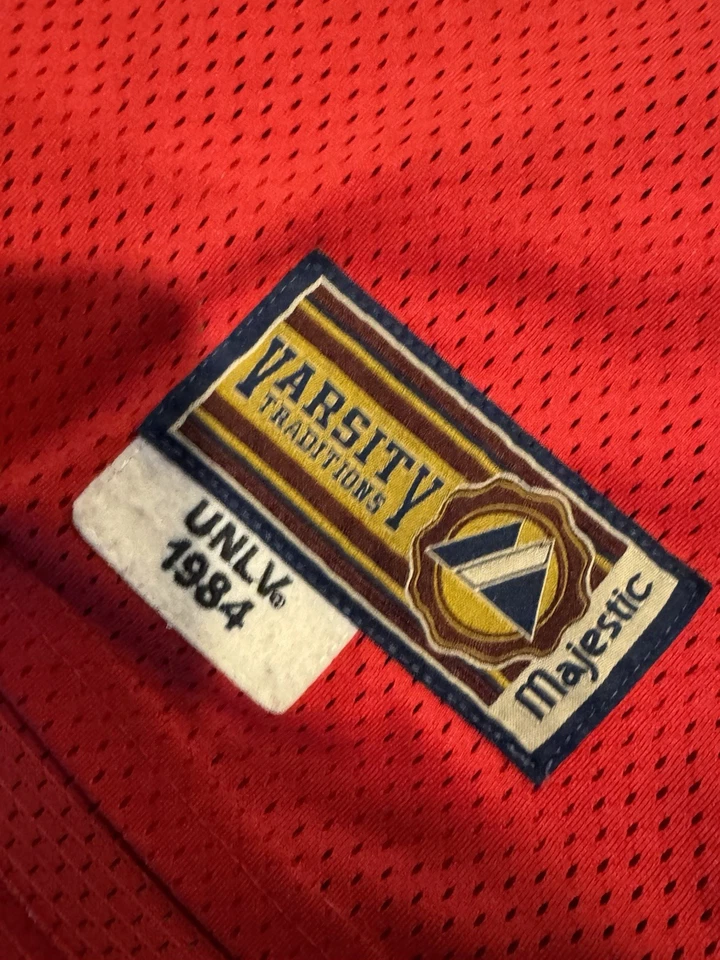 VARSITY
TRADITIONS
Majestic
UNLV®
1984